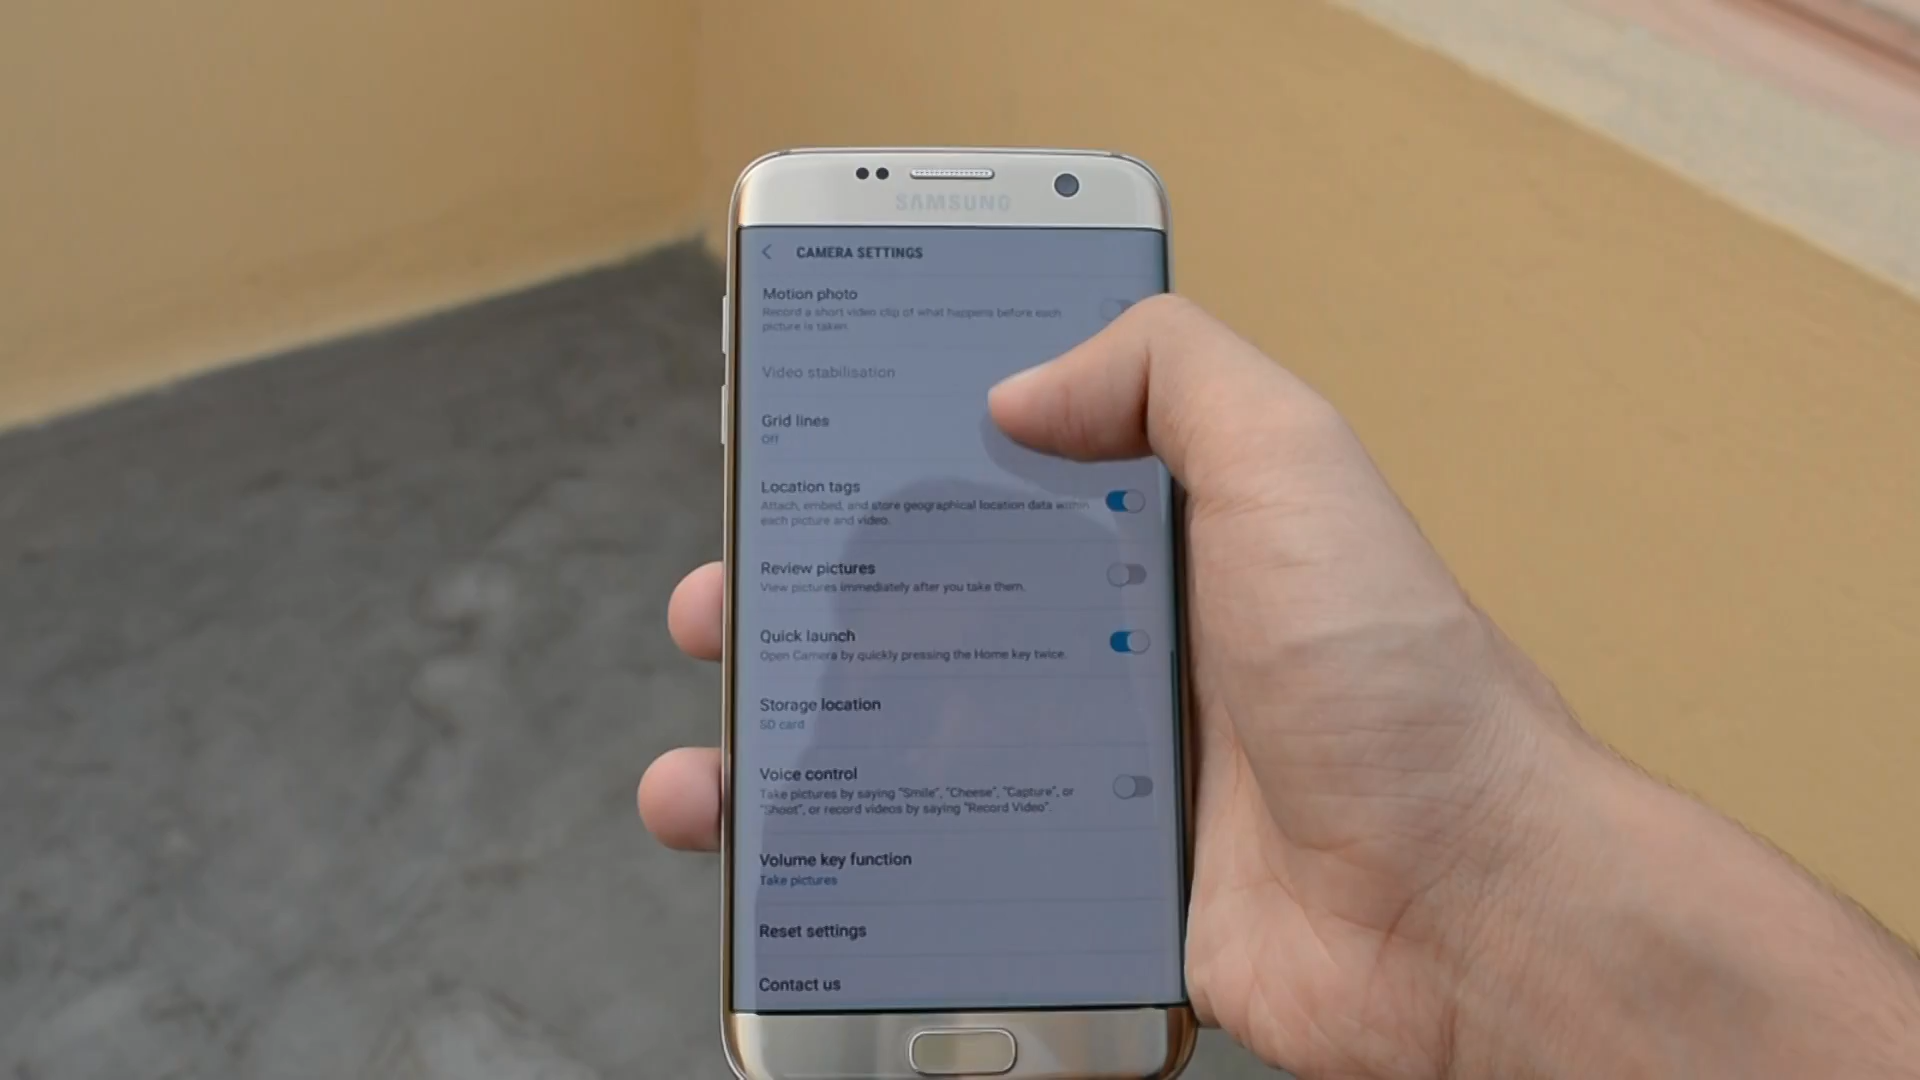 SAMSUNG
CAMERA SETTINGS
Motion photo
Record a short video clip of what happens before each
picture is taken.
Video stabilisation
Grid lines
Off
Location tags
Attach, embed, and store geographical location data within
each picture and video.
Review pictures
View pictures immediately after you take them.
Quick launch
Open Camera by quickly pressing the Home key twice.
Storage location
SD card
Voice control
Take pictures by saying "Smile", "Cheese", "Capture", or
"Shoot", or record videos by saying "Record Video".
Volume key function
Take pictures
Reset settings
Contact us